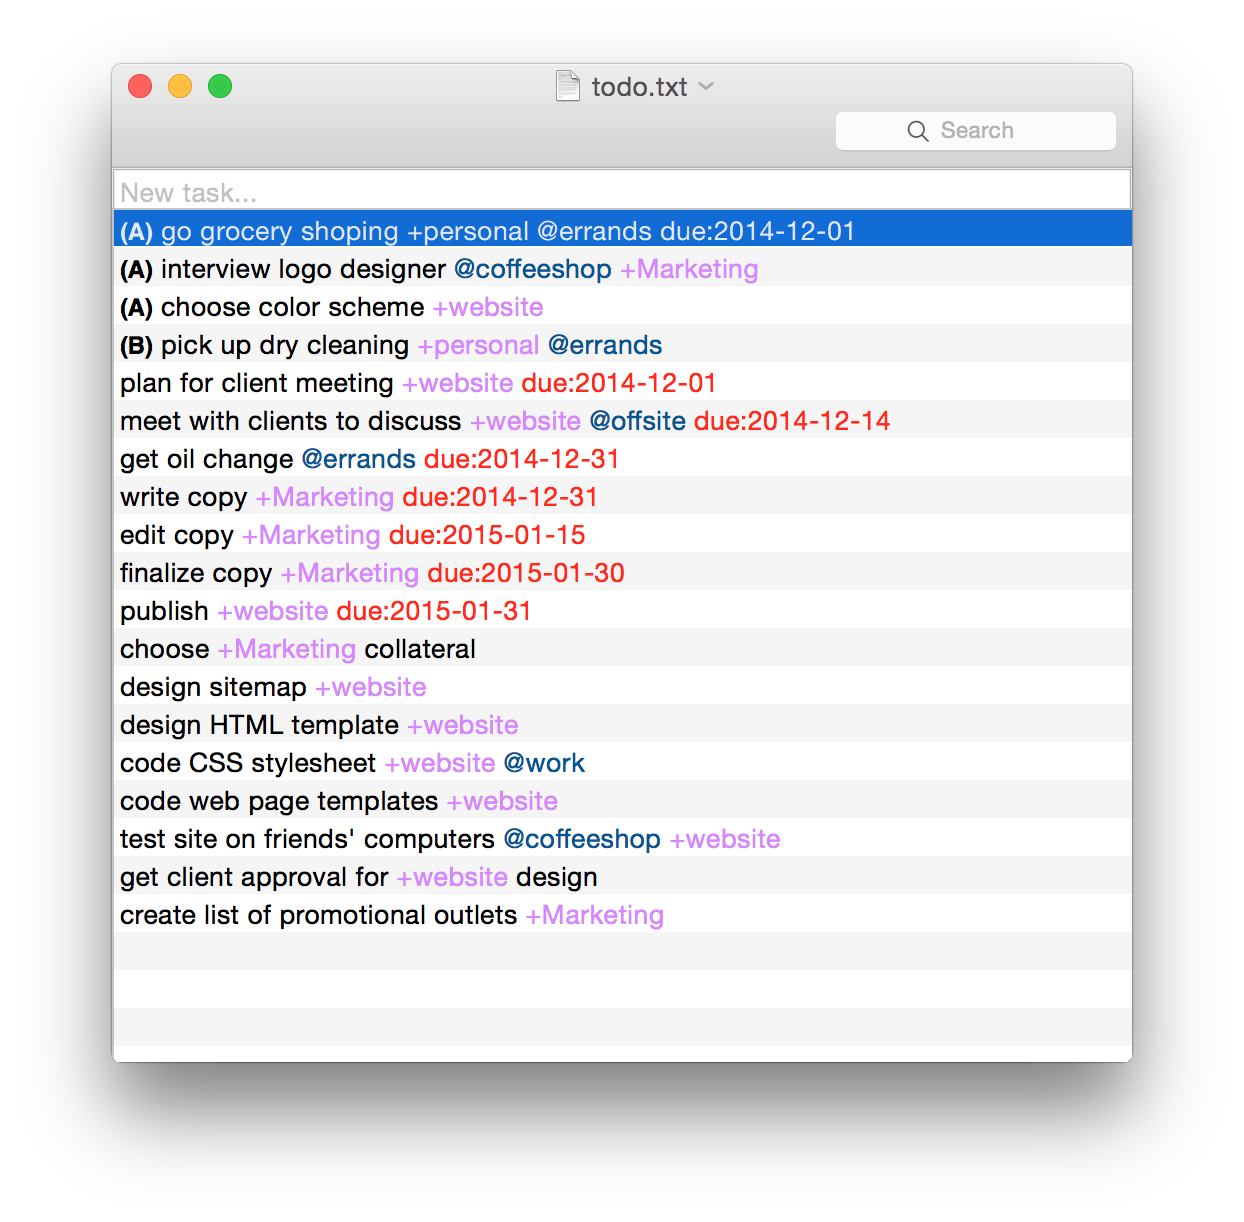 todo.txt
Search
New task...
(A) go grocery shoping +personal @errands due:2014-12-01
(A) interview logo designer @coffeeshop +Marketing
(A) choose color scheme +website
(B) pick up dry cleaning +personal @errands
plan for client meeting +website due:2014-12-01
meet with clients to discuss +website @offsite due:2014-12-14
get oil change @errands due:2014-12-31
write copy +Marketing due:2014-12-31
edit copy +Marketing due:2015-01-15
finalize copy +Marketing due:2015-01-30
publish +website due:2015-01-31
choose +Marketing collateral
design sitemap +website
design HTML template +website
code CSS stylesheet +website @work
code web page templates +website
test site on friends' computers @coffeeshop +website
get client approval for +website design
create list of promotional outlets +Marketing